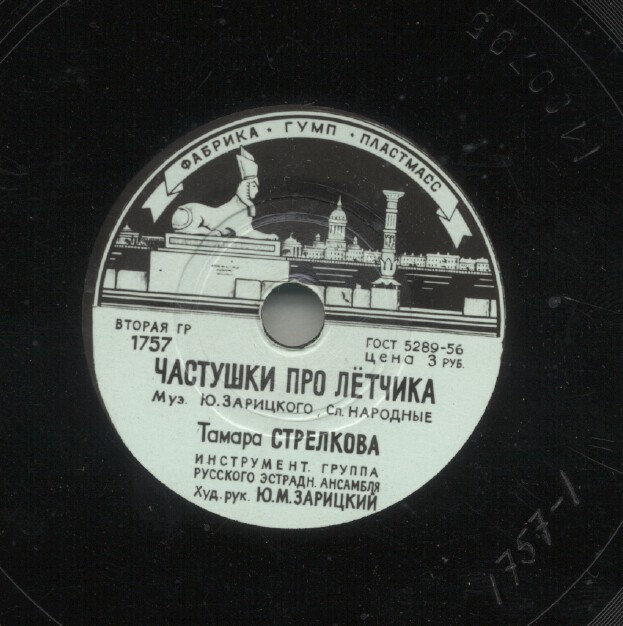 ФАБРИКА · ГУМП · ПЛАСТМАСС
ВТОРАЯ ГР
1757
ГОСТ 5289-56
цена 3 РУБ.
ЧАСТУШКИ ПРО ЛЁТЧИКА
Муз. Ю. ЗАРИЦКОГО, Сл. НАРОДНЫЕ
Тамара СТРЕЛКОВА
ИНСТРУМЕНТ. ГРУППА
РУССКОГО ЭСТРАДН. АНСАМБЛЯ
Худ. рук. Ю.М.ЗАРИЦКИЙ
1757-1